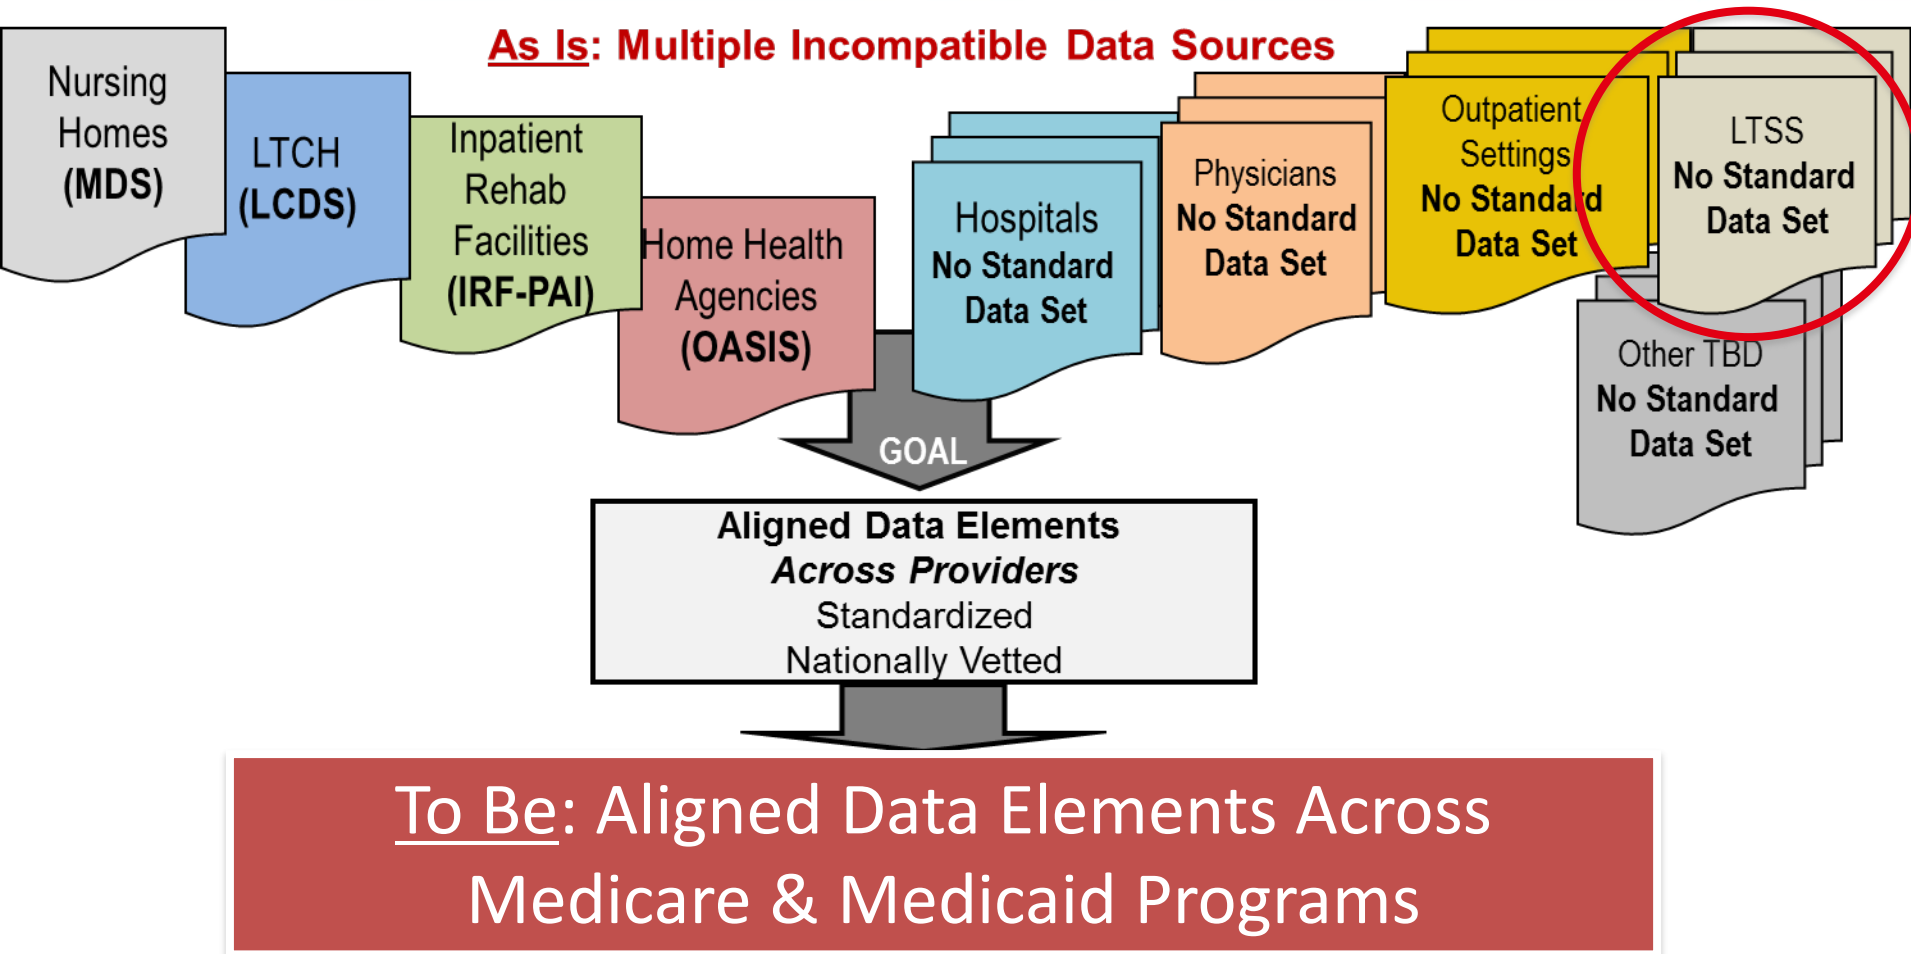 As Is: Multiple Incompatible Data Sources
Nursing
Homes
(MDS)
LTCH
(LCDS)
Inpatient
Rehab
Facilities
(IRF-PAI)
Home Health
Agencies
(OASIS)
Hospitals
No Standard
Data Set
Physicians
No Standard
Data Set
Outpatient
Settings
No Standard
Data Set
LTSS
No Standard
Data Set
Other TBD
No Standard
Data Set
GOAL
Aligned Data Elements
Across Providers
Standardized
Nationally Vetted
To Be: Aligned Data Elements Across
Medicare & Medicaid Programs